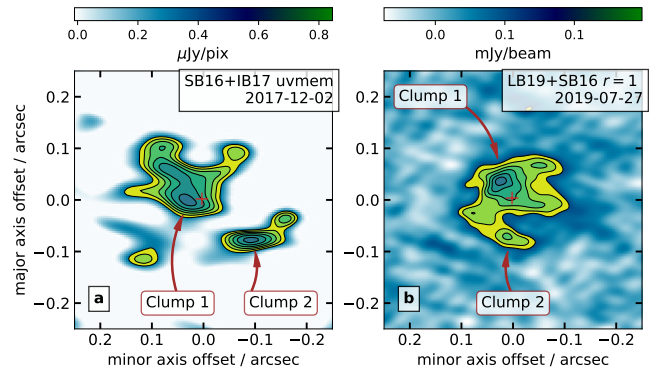 0.0 0.2 0.4 0.6 0.8
μJy/pix
0.0 0.1 0.1
mJy/beam
SB16+IB17 uvmem
2017-12-02
LB19+SB16 r = 1
2019-07-27
Clump 1
0.2
0.1
0.0
−0.1
−0.2
major axis offset / arcsec
0.2
0.1
0.0
−0.1
−0.2
a
Clump 1
Clump 2
b
Clump 2
0.2 0.1 0.0 −0.1 −0.2
minor axis offset / arcsec
0.2 0.1 0.0 −0.1 −0.2
minor axis offset / arcsec